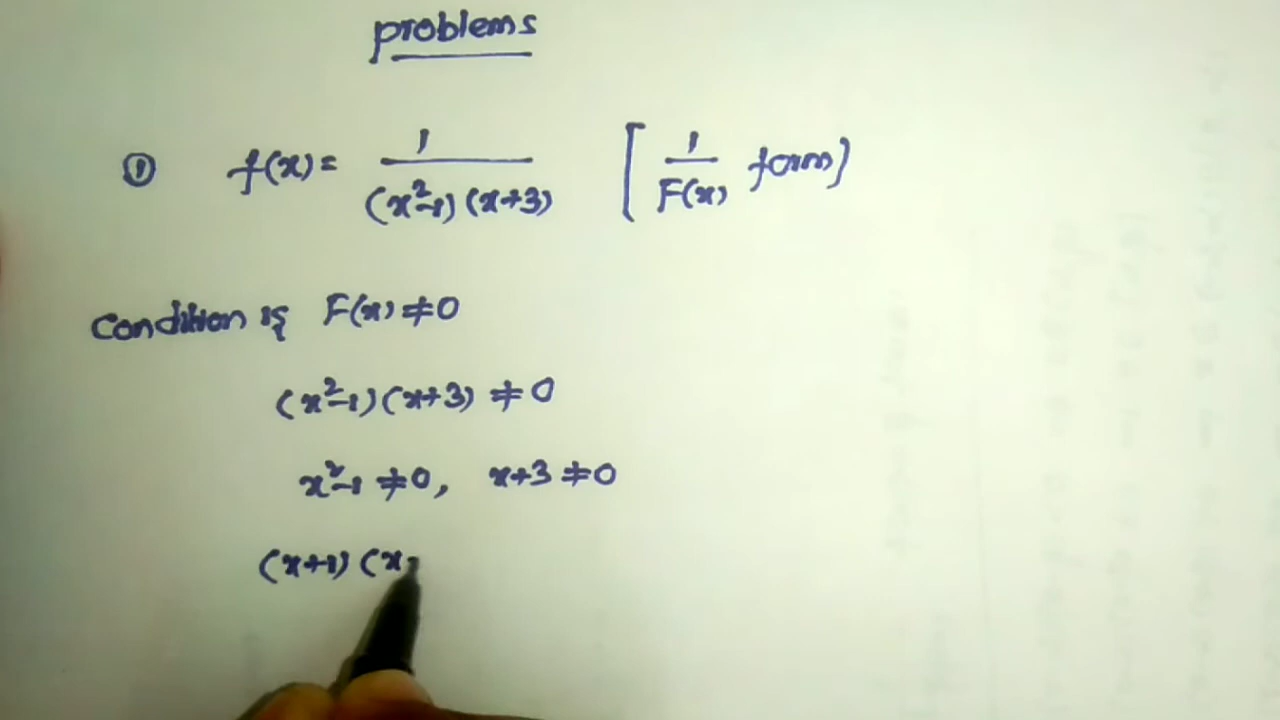 problems
① f(x) = 1 / (x²-1)(x+3) [1/F(x) form]
Condition is F(x) ≠ 0
(x²-1)(x+3) ≠ 0
x²-1 ≠ 0, x+3 ≠ 0
(x+1) (x